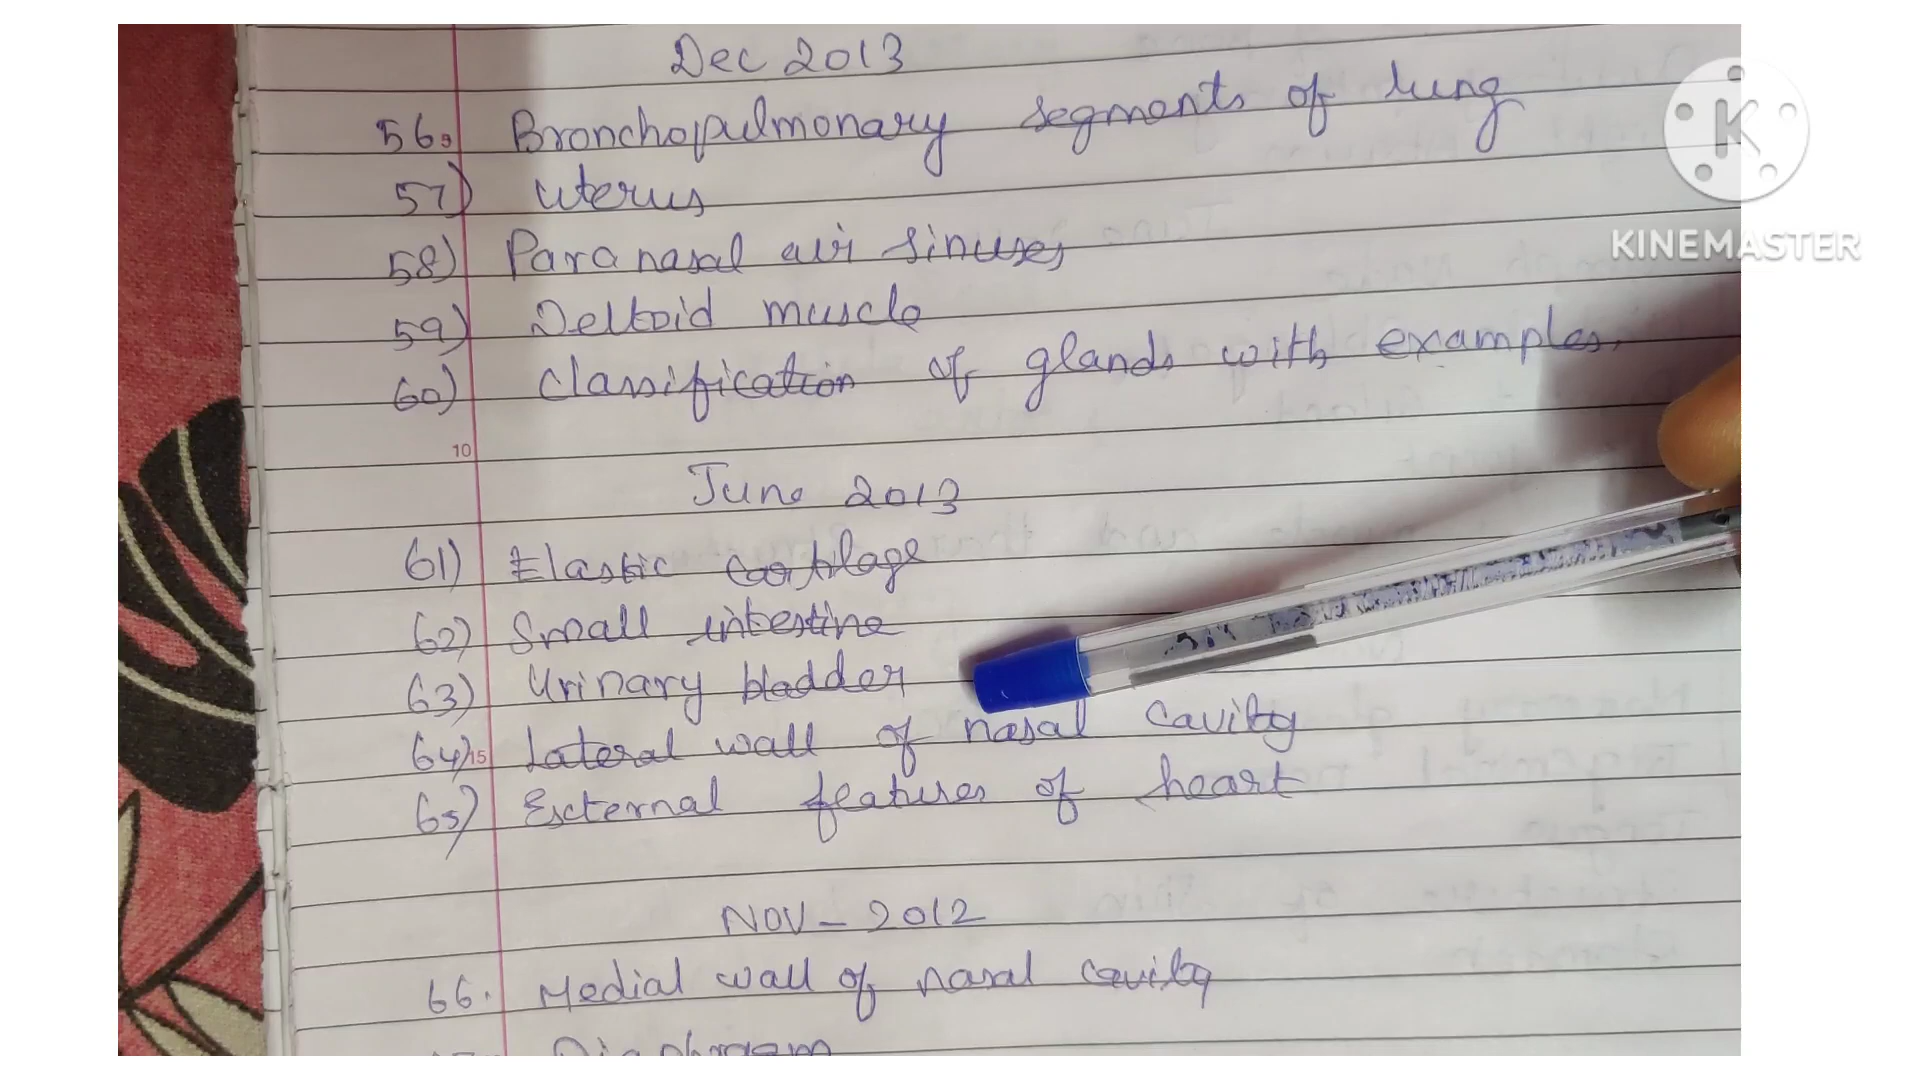 Dec 2013
56. Bronchopulmonary segments of lung
57) Uterus
58) Paranasal air sinuses
59) Deltoid muscle
60) Classification of glands with examples.
10
June 2013
61) Elastic cartilage
62) Small intestine
63) Urinary bladder
64) 15 Lateral wall of nasal cavity
65) External features of heart
NOV - 2012
66. Medial wall of nasal cavity
Diaphragm
KINEMASTER